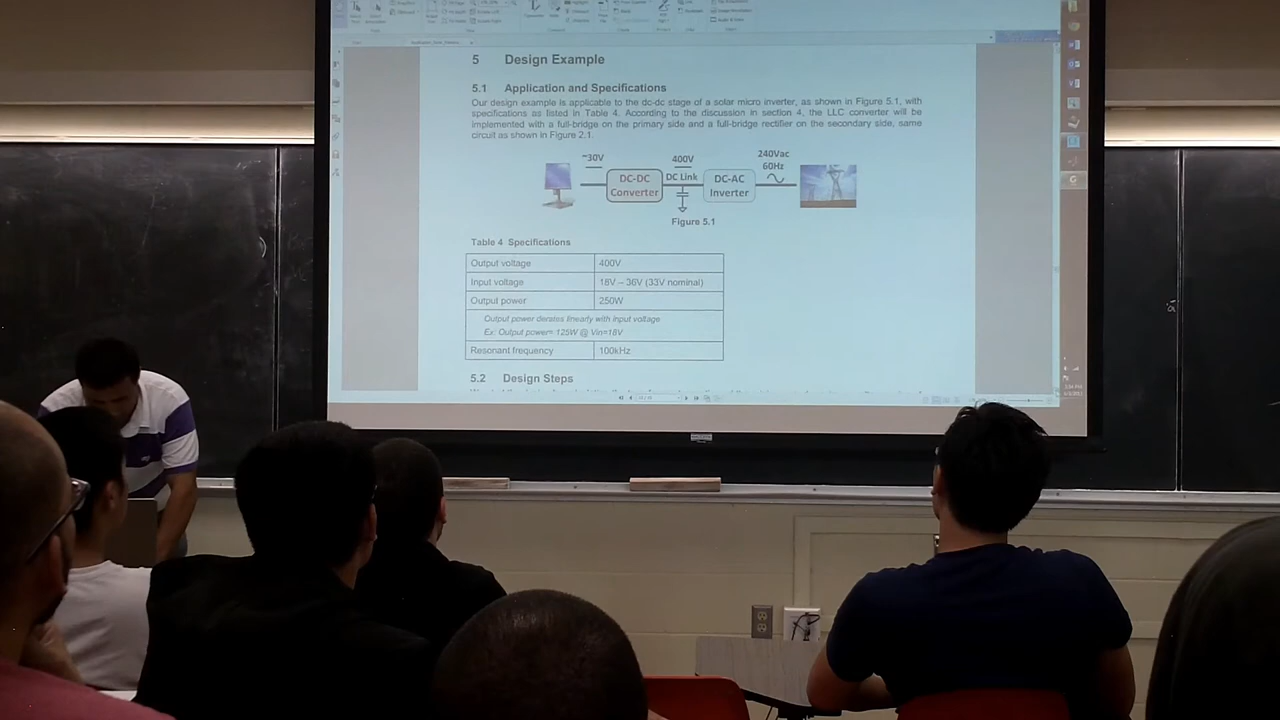 5 Design Example
5.1 Application and Specifications
Our design example is applicable to the dc-dc stage of a solar micro inverter, as shown in Figure 5.1, with
specifications as listed in Table 4. According to the discussion in section 4, the LLC converter will be
implemented with a full-bridge on the primary side and a full-bridge rectifier on the secondary side, same
circuit as shown in Figure 2.1.
~30V
400V
240Vac
60Hz
DC-DC
Converter
DC Link
DC-AC
Inverter
Figure 5.1
Table 4 Specifications
Output voltage 400V
Input voltage 18V – 36V (33V nominal)
Output power 250W
Output power derates linearly with input voltage
Ex: Output power= 125W @ Vin=18V
Resonant frequency 100kHz
5.2 Design Steps